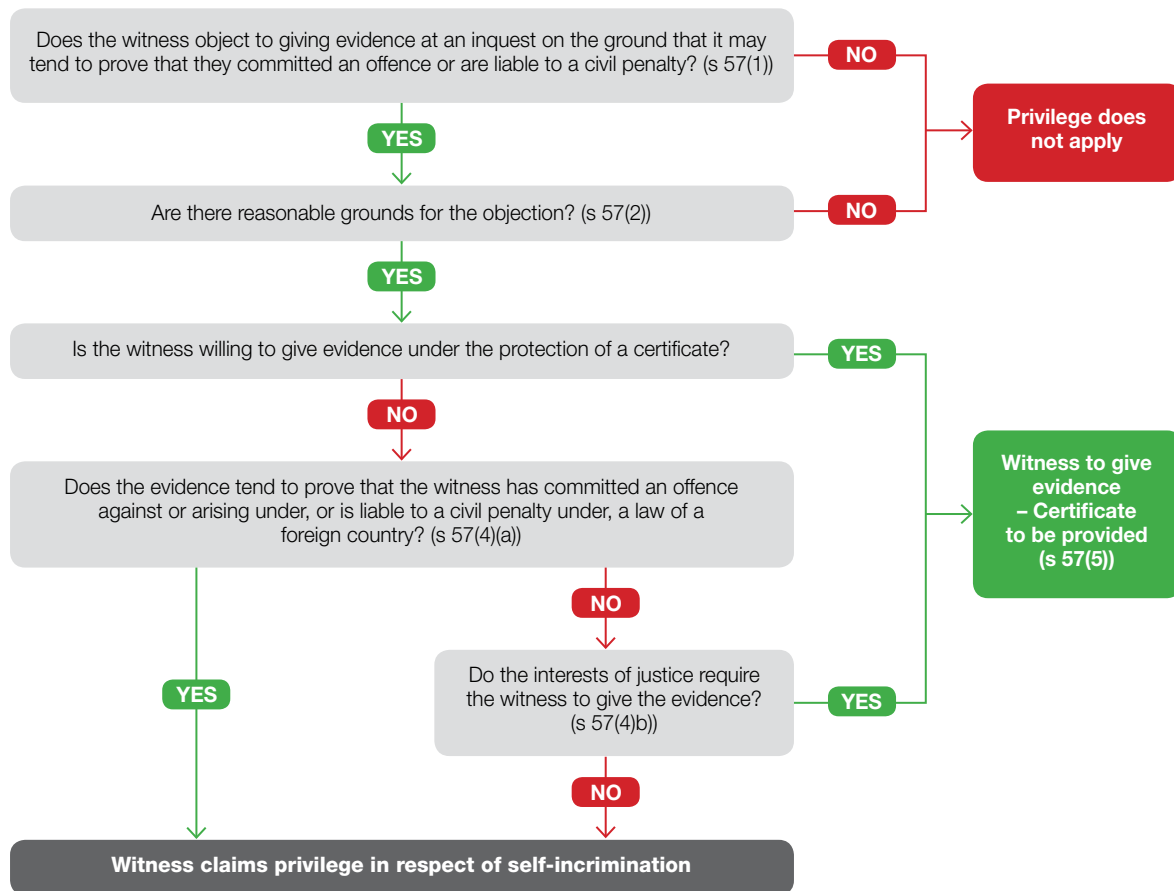 Does the witness object to giving evidence at an inquest on the ground that it may
tend to prove that they committed an offence or are liable to a civil penalty? (s 57(1))
NO
Privilege does
not apply
YES
Are there reasonable grounds for the objection? (s 57(2))
NO
YES
Is the witness willing to give evidence under the protection of a certificate?
YES
NO
Does the evidence tend to prove that the witness has committed an offence
against or arising under, or is liable to a civil penalty under, a law of a
foreign country? (s 57(4)(a))
Witness to give
evidence
– Certificate
to be provided
(s 57(5))
NO
YES
Do the interests of justice require
the witness to give the evidence?
(s 57(4)b))
YES
NO
Witness claims privilege in respect of self-incrimination